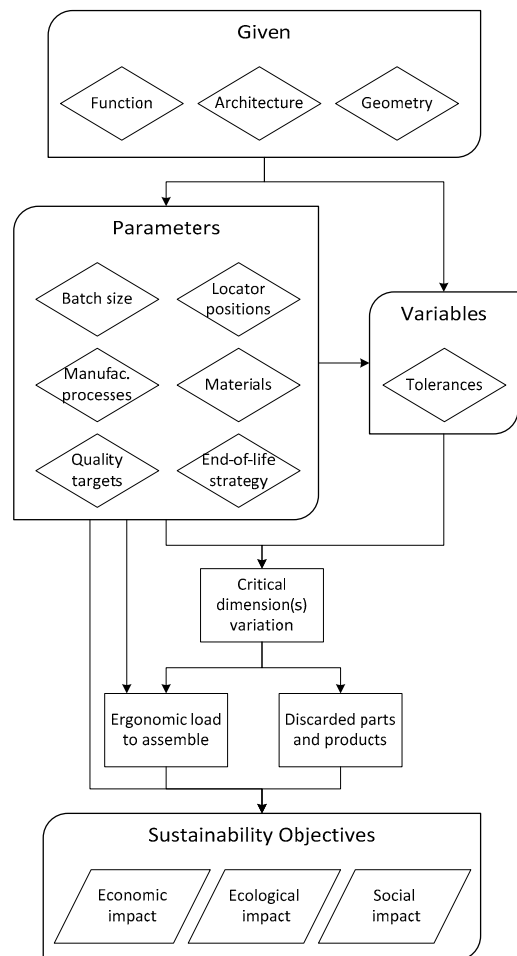 Given
Function
Architecture
Geometry
Parameters
Batch size
Locator
positions
Manufac.
processes
Materials
Quality
targets
End-of-life
strategy
Variables
Tolerances
Critical
dimension(s)
variation
Ergonomic load
to assemble
Discarded parts
and products
Sustainability Objectives
Economic
impact
Ecological
impact
Social
impact